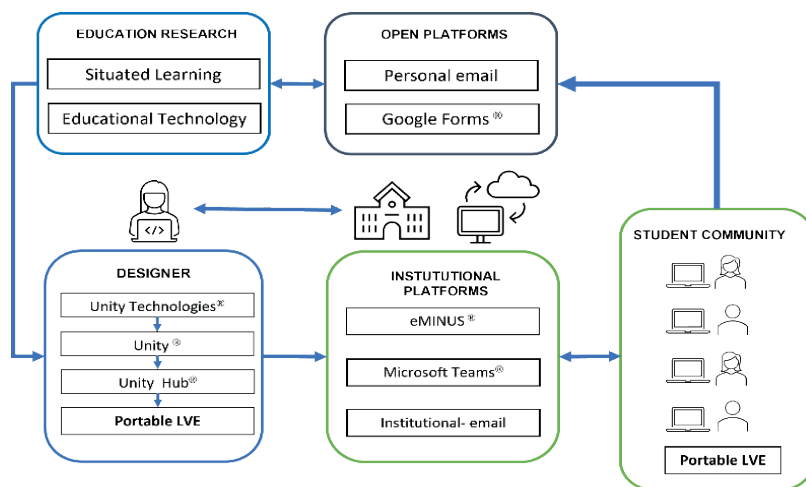 EDUCATION RESEARCH
Situated Learning
Educational Technology
OPEN PLATFORMS
Personal email
Google Forms ®
</>
DESIGNER
Unity Technologies®
Unity ®
Unity Hub®
Portable LVE
INSTUTUTIONAL
PLATFORMS
eMINUS ®
Microsoft Teams®
Institutional- email
STUDENT COMMUNITY
Portable LVE